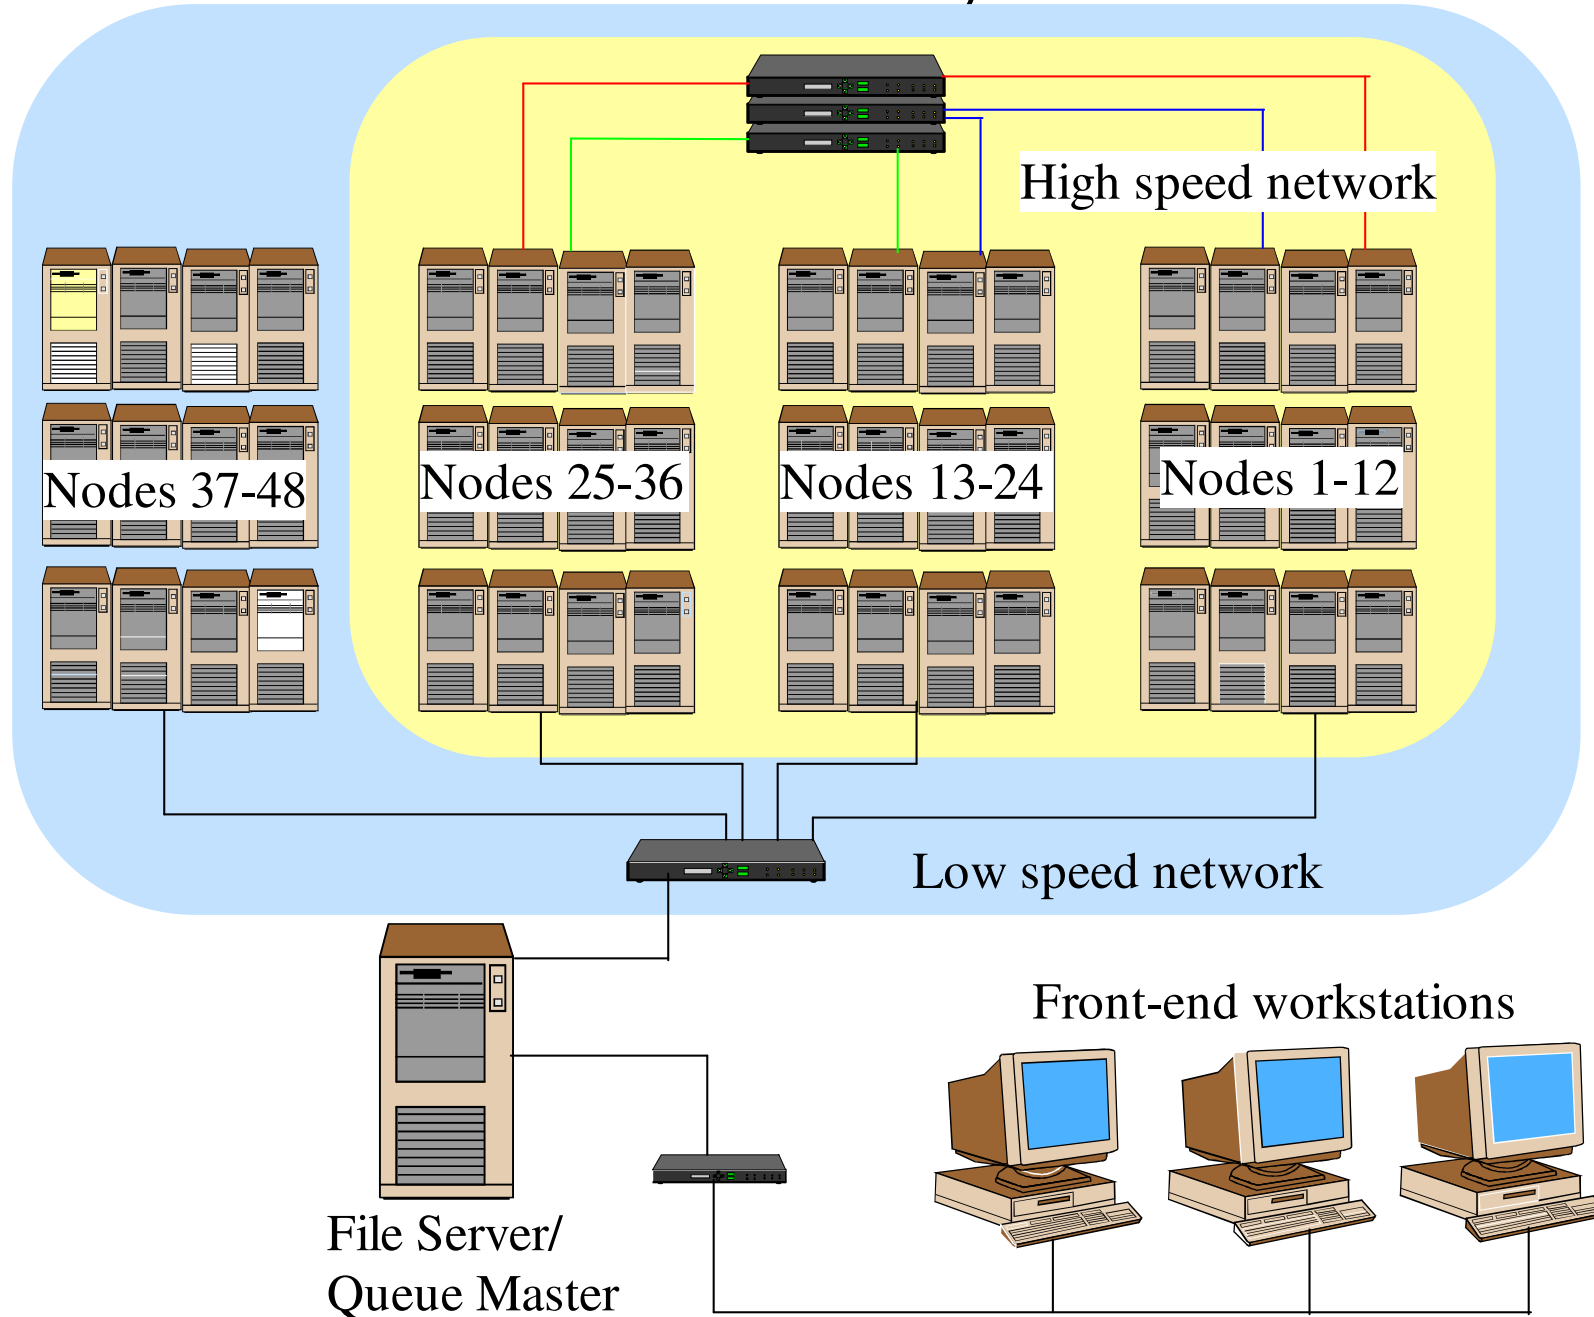 High speed network
Nodes 37-48
Nodes 25-36
Nodes 13-24
Nodes 1-12
Low speed network
Front-end workstations
File Server/
Queue Master